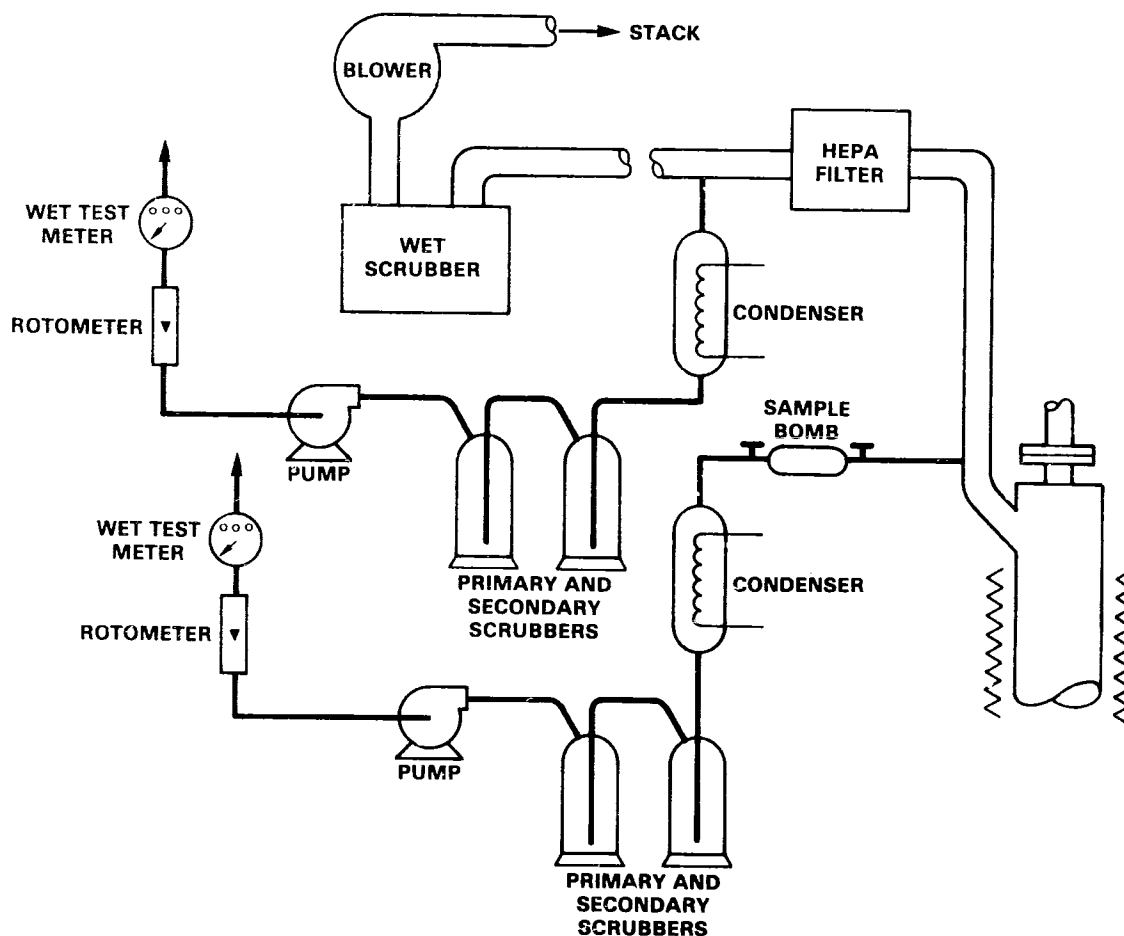 STACK
BLOWER
HEPA
FILTER
WET TEST
METER
WET
SCRUBBER
ROTOMETER
CONDENSER
SAMPLE
BOMB
PUMP
WET TEST
METER
PRIMARY AND
SECONDARY
SCRUBBERS
CONDENSER
ROTOMETER
PUMP
PRIMARY AND
SECONDARY
SCRUBBERS